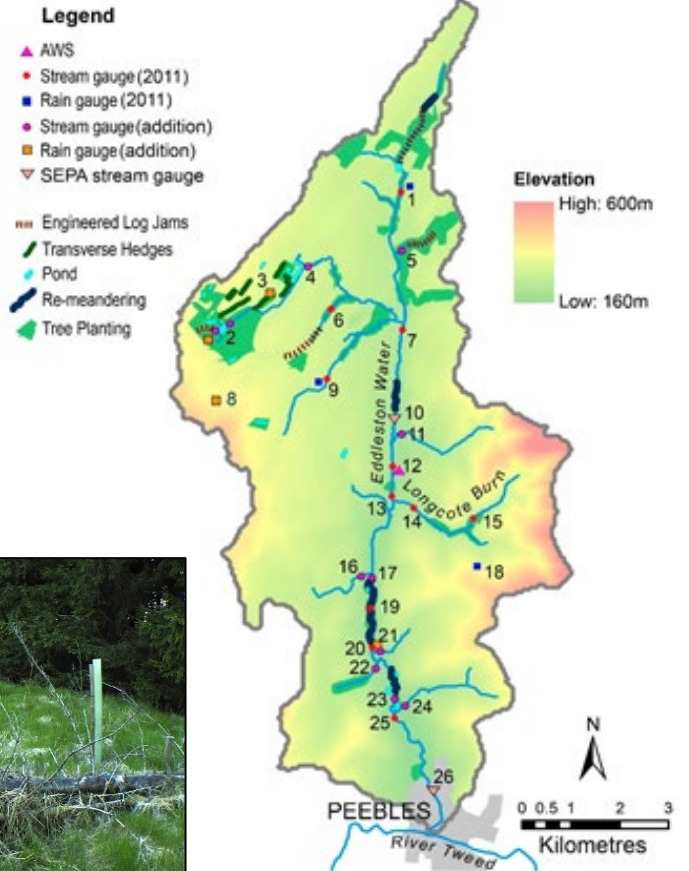 Legend
AWS
Stream gauge (2011)
Rain gauge (2011)
Stream gauge (addition)
Rain gauge (addition)
SEPA stream gauge
Engineered Log Jams
Transverse Hedges
Pond
Re-meandering
Tree Planting
Elevation
High: 600m
Low: 160m
1
5
3
4
2
6
7
9
8
Eddleston Water
10
11
12
Longcote Burn
13
14
15
16
17
18
19
20
21
22
23
24
25
26
PEEBLES
River Tweed
N
0 0.5 1 2 3
Kilometres